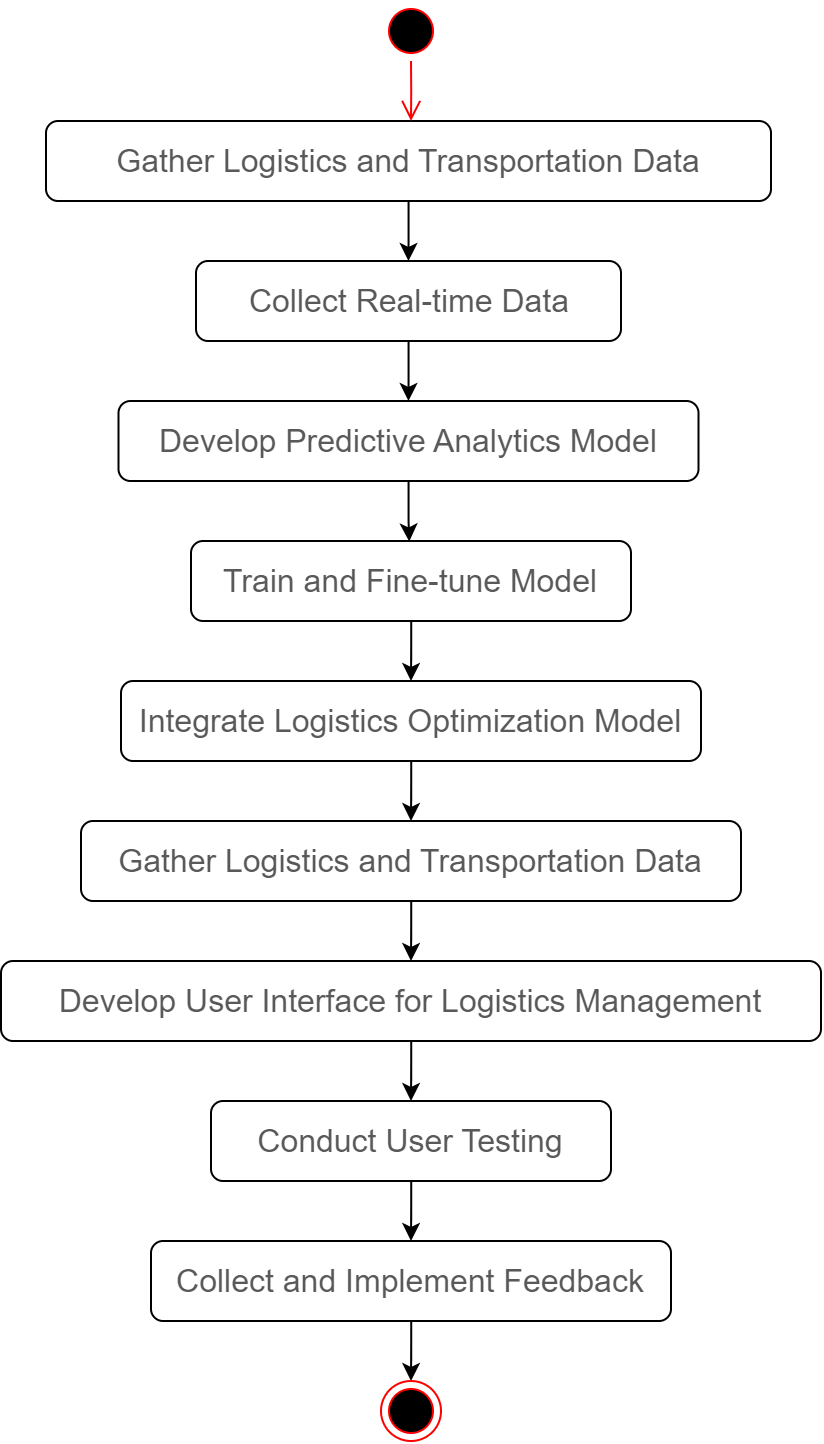 Gather Logistics and Transportation Data
Collect Real-time Data
Develop Predictive Analytics Model
Train and Fine-tune Model
Integrate Logistics Optimization Model
Gather Logistics and Transportation Data
Develop User Interface for Logistics Management
Conduct User Testing
Collect and Implement Feedback